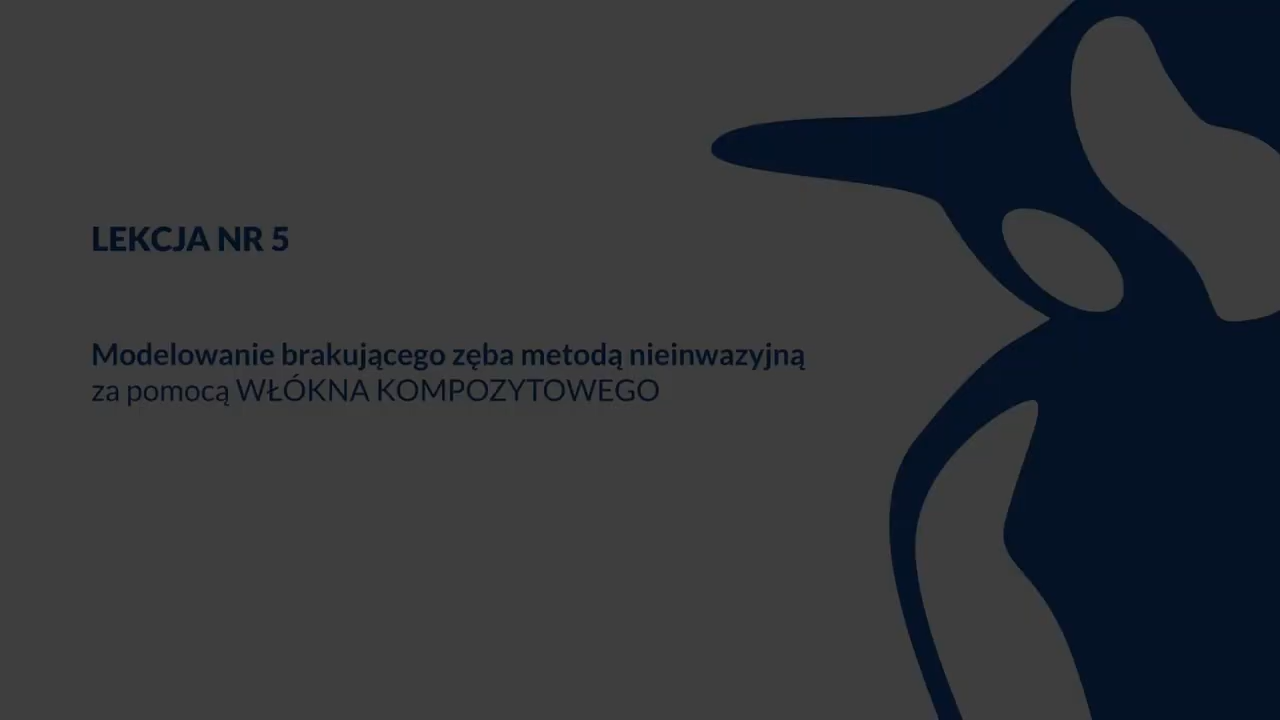 LEKCJA NR 5
Modelowanie brakującego zęba metodą nieinwazyjną
za pomocą WŁÓKNA KOMPOZYTOWEGO